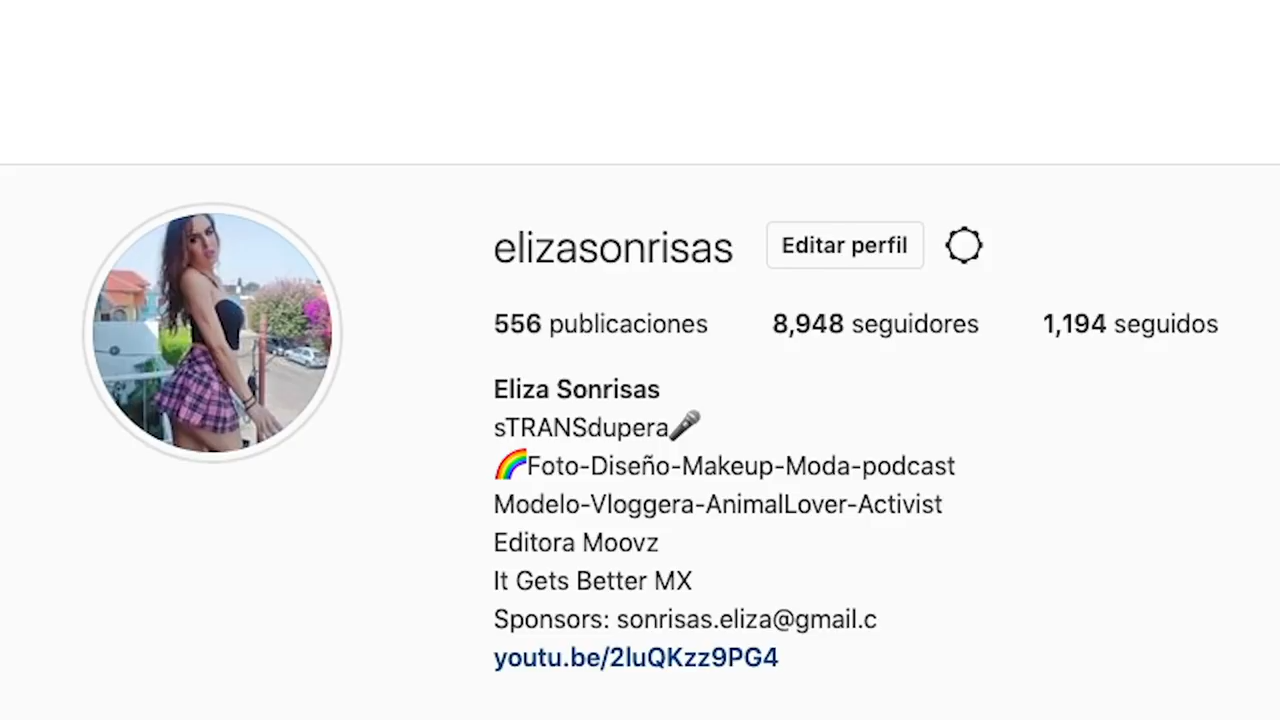 elizasonrisas Editar perfil
556 publicaciones 8,948 seguidores 1,194 seguidos
Eliza Sonrisas
sTRANSdupera🎤
🌈Foto-Diseño-Makeup-Moda-podcast
Modelo-Vloggera-AnimalLover-Activist
Editora Moovz
It Gets Better MX
Sponsors: sonrisas.eliza@gmail.c
youtu.be/2luQKzz9PG4